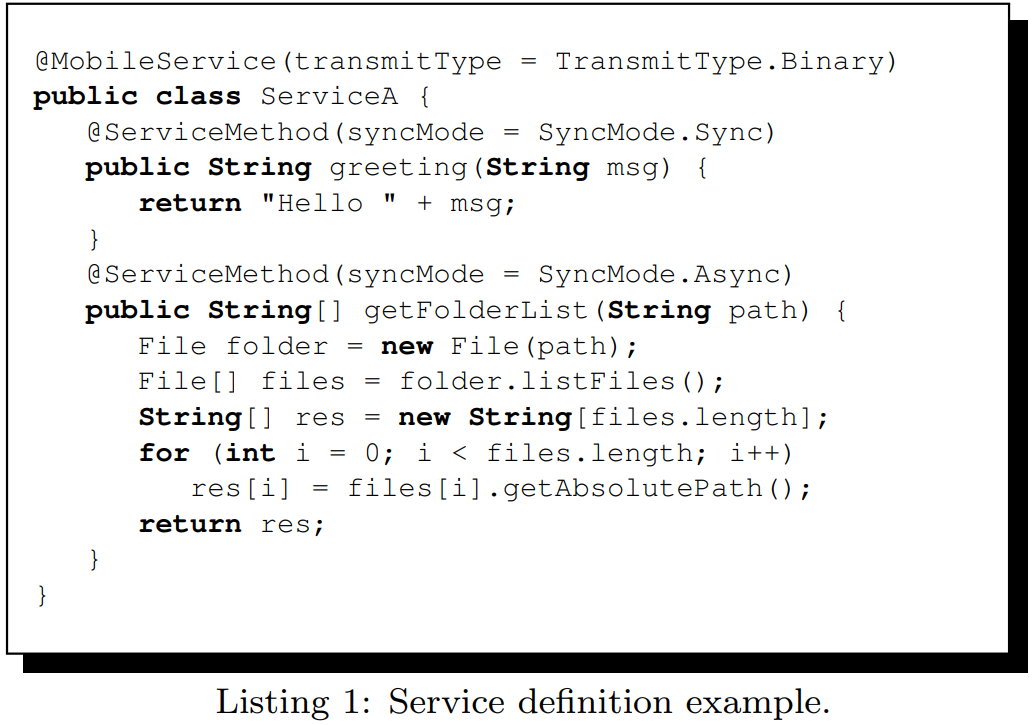 @MobileService(transmitType = TransmitType.Binary)
public class ServiceA {
@ServiceMethod(syncMode = SyncMode.Sync)
public String greeting(String msg) {
return "Hello " + msg;
}
@ServiceMethod(syncMode = SyncMode.Async)
public String[] getFolderList(String path) {
File folder = new File(path);
File[] files = folder.listFiles();
String[] res = new String[files.length];
for (int i = 0; i < files.length; i++)
res[i] = files[i].getAbsolutePath();
return res;
}
}
Listing 1: Service definition example.